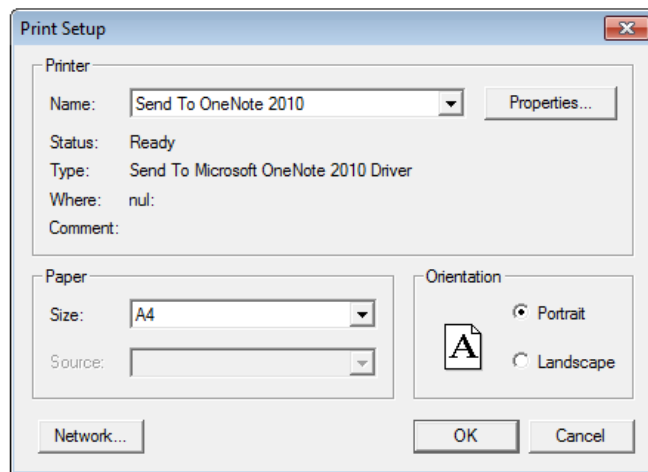 Print Setup
Printer
Name: Send To OneNote 2010 Properties...
Status: Ready
Type: Send To Microsoft OneNote 2010 Driver
Where: nul:
Comment:
Paper
Size: A4
Source:
Orientation
A
Portrait
Landscape
Network... OK Cancel